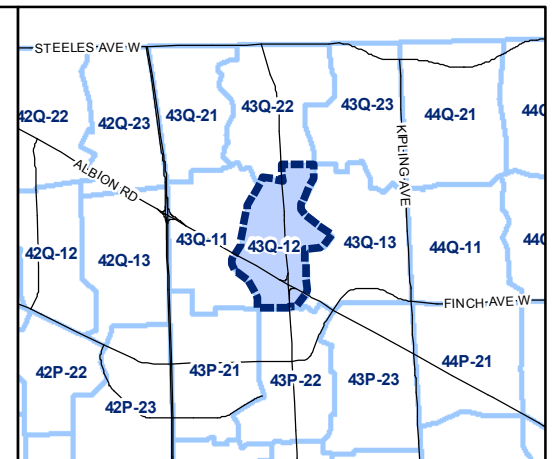 STEELES AVE W
42Q-22
42Q-23
43Q-21
43Q-22
43Q-23
44Q-21
KIPLING AVE
ALBION RD
42Q-12
42Q-13
43Q-11
43Q-12
43Q-13
44Q-11
FINCH AVE W
42P-22
42P-23
43P-21
43P-22
43P-23
44P-21